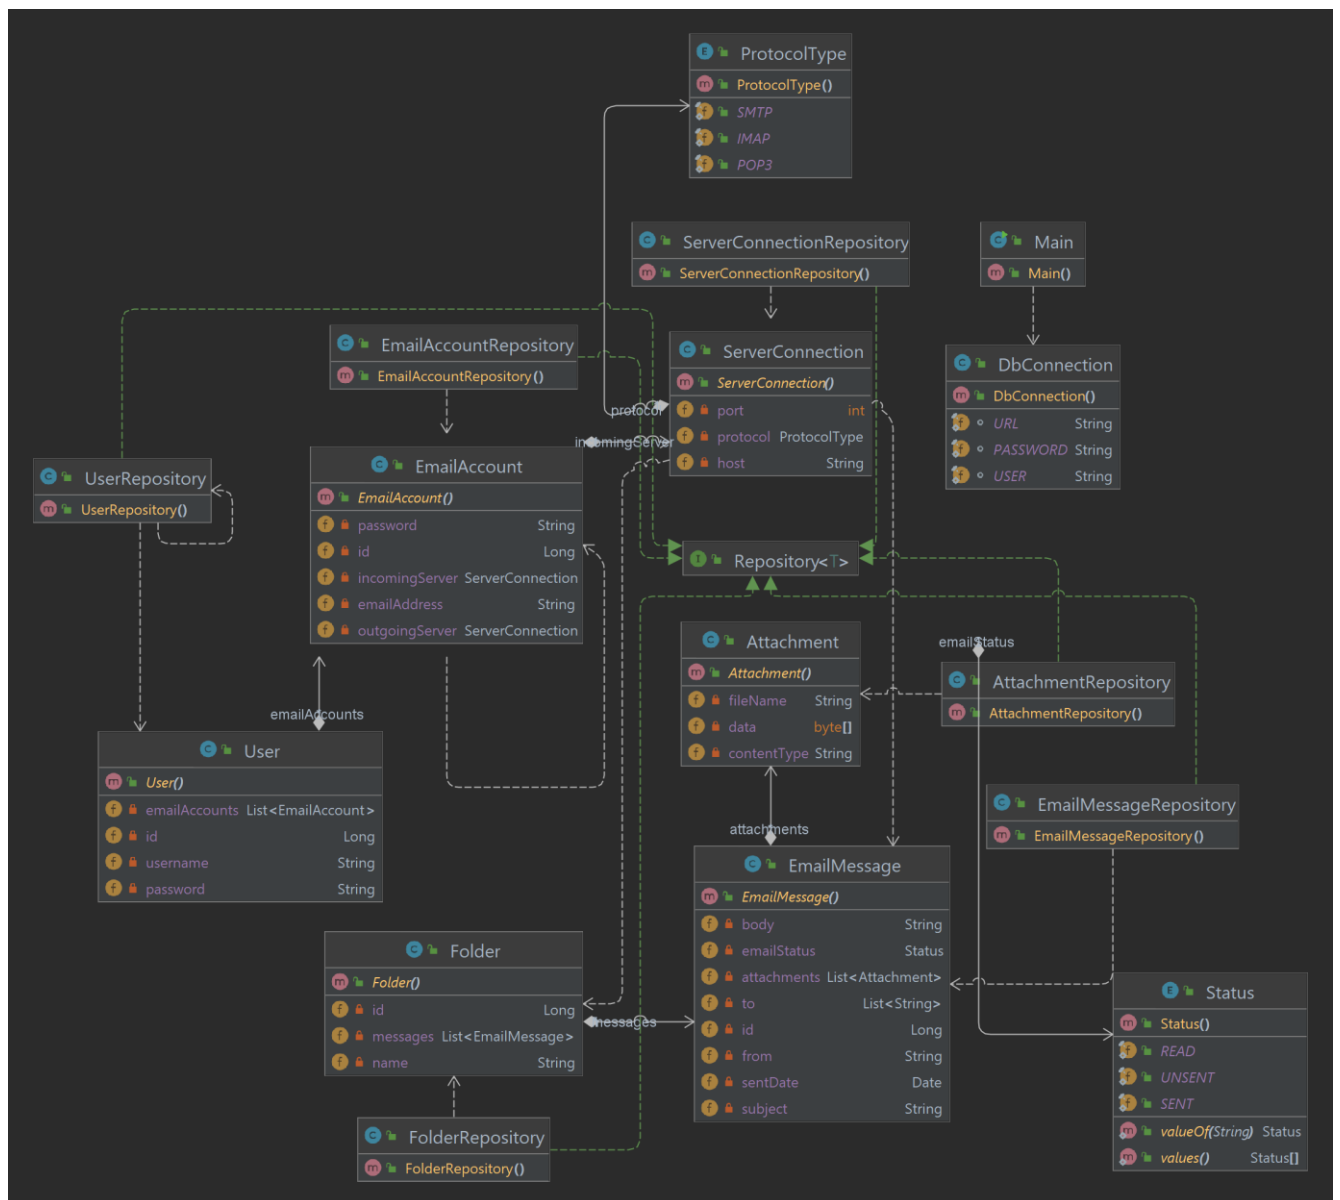 ProtocolType
ProtocolType()
SMTP
IMAP
POP3
ServerConnectionRepository
ServerConnectionRepository()
Main
Main()
EmailAccountRepository
EmailAccountRepository()
ServerConnection
ServerConnection()
port int
protocol ProtocolType
host String
DbConnection
DbConnection()
URL String
PASSWORD String
USER String
protocol
incomingServer
UserRepository
UserRepository()
EmailAccount
EmailAccount()
password String
id Long
incomingServer ServerConnection
emailAddress String
outgoingServer ServerConnection
Repository<T>
Attachment
Attachment()
fileName String
data byte[]
contentType String
emailStatus
AttachmentRepository
AttachmentRepository()
emailAccounts
User
User()
emailAccounts List<EmailAccount>
id Long
username String
password String
attachments
EmailMessageRepository
EmailMessageRepository()
EmailMessage
EmailMessage()
body String
emailStatus Status
attachments List<Attachment>
to List<String>
id Long
from String
sentDate Date
subject String
Folder
Folder()
id Long
messages List<EmailMessage>
name String
messages
Status
Status()
READ
UNSENT
SENT
valueOf(String) Status
values() Status[]
FolderRepository
FolderRepository()